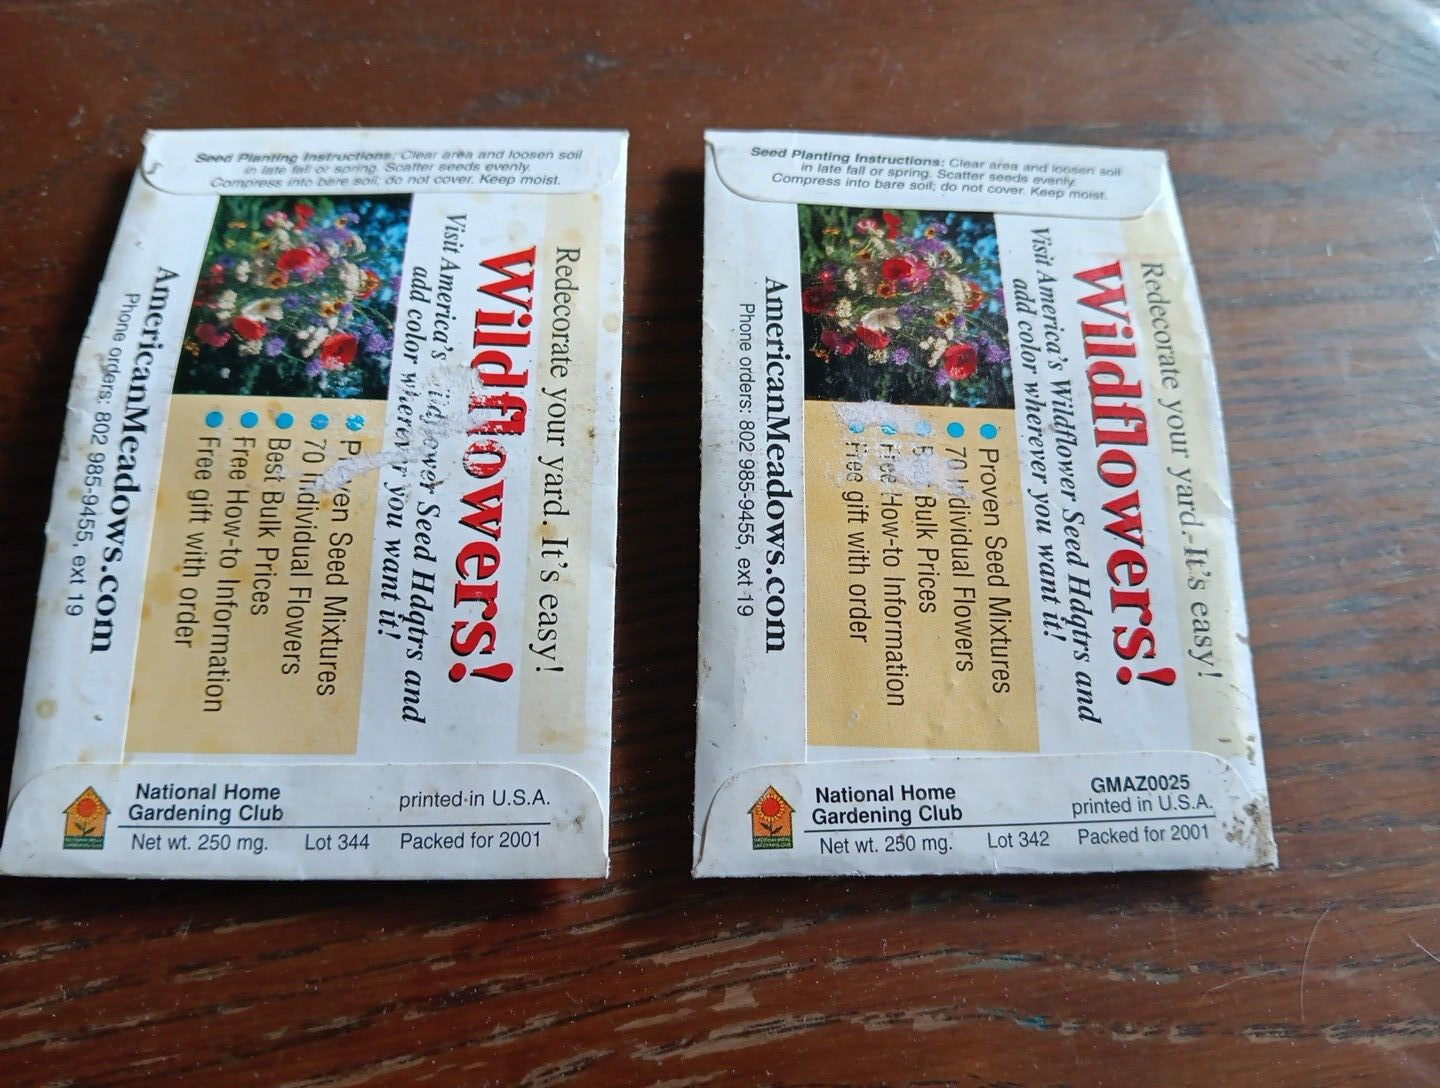 Seed Planting Instructions: Clear area and loosen soil
in late fall or spring. Scatter seeds evenly.
Compress into bare soil; do not cover. Keep moist.
Redecorate your yard. It's easy!
Wildflowers!
Visit America's Wildflower Seed Hdqtrs and
add color wherever you want it!
Proven Seed Mixtures
70 Individual Flowers
Best Bulk Prices
Free How-to Information
Free gift with order
AmericanMeadows.com
Phone orders: 802 985-9455, ext 19
National Home
Gardening Club
printed in U.S.A.
Net wt. 250 mg. Lot 344 Packed for 2001
Seed Planting Instructions: Clear area and loosen soil
in late fall or spring. Scatter seeds evenly.
Compress into bare soil; do not cover. Keep moist.
Redecorate your yard. It's easy!
Wildflowers!
Visit America's Wildflower Seed Hdqtrs and
add color wherever you want it!
Proven Seed Mixtures
70 Individual Flowers
Bulk Prices
Free How-to Information
Free gift with order
AmericanMeadows.com
Phone orders: 802 985-9455, ext 19
National Home
Gardening Club
GMAZ0025
printed in U.S.A.
Net wt. 250 mg. Lot 342 Packed for 2001